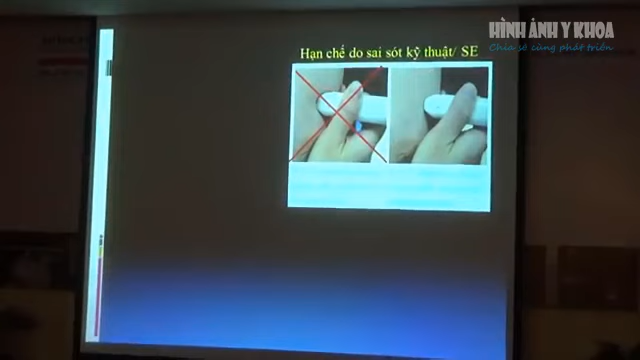 HÌNH ẢNH Y KHOA
Chia sẻ cùng phát triển
Hạn chế do sai sót kỹ thuật/ SE